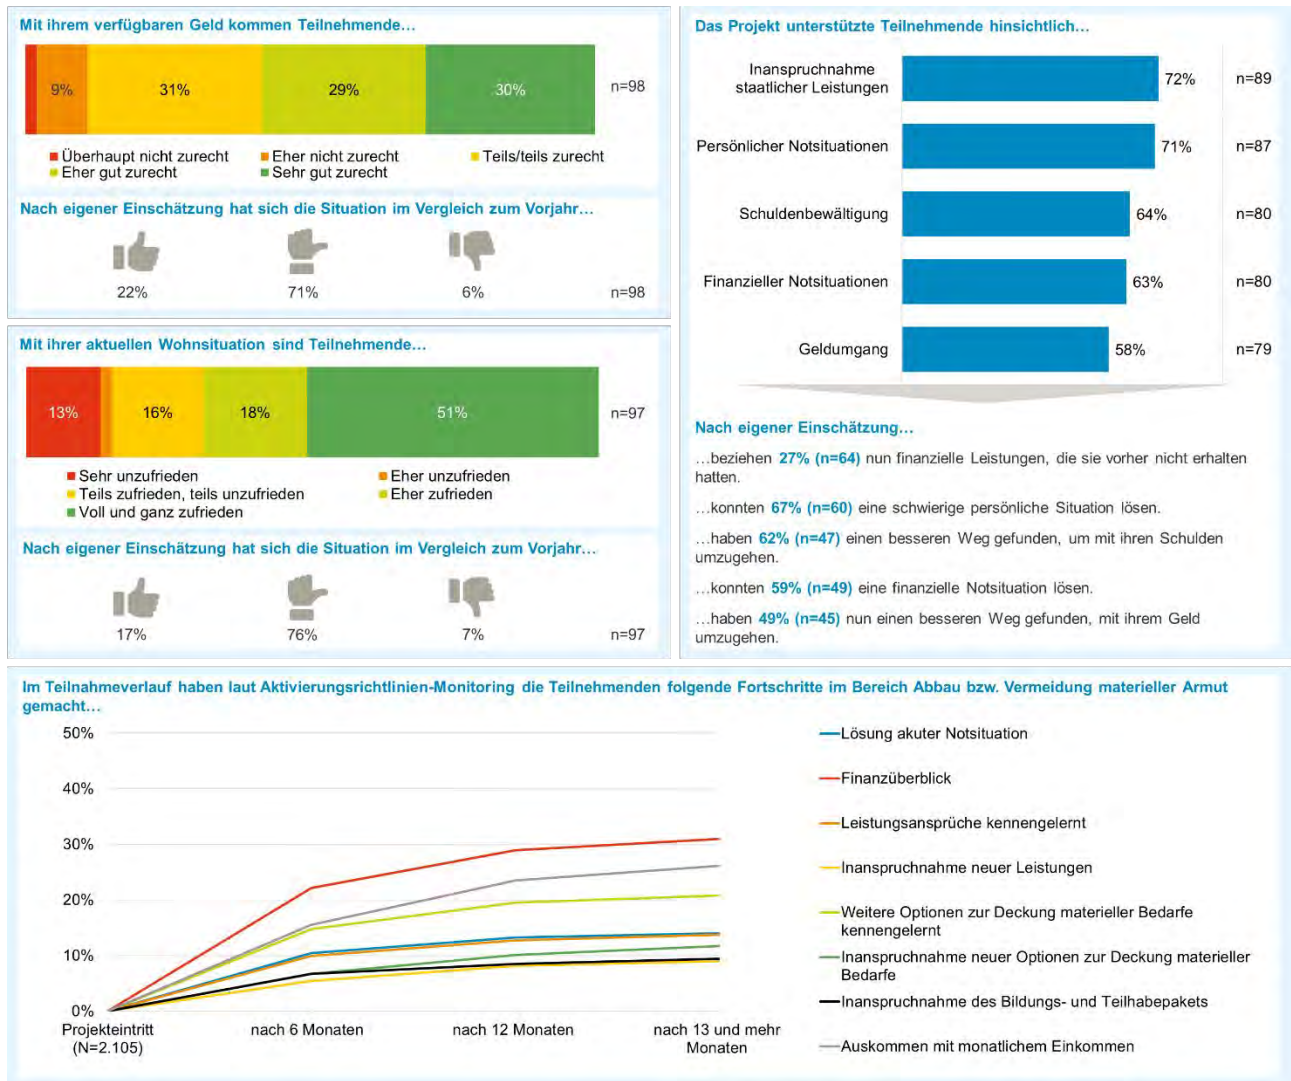 Mit ihrem verfügbaren Geld kommen Teilnehmende…
9%
31%
29%
30%
n=98
Überhaupt nicht zurecht
Eher nicht zurecht
Teils/teils zurecht
Eher gut zurecht
Sehr gut zurecht
Nach eigener Einschätzung hat sich die Situation im Vergleich zum Vorjahr…
22%
71%
6%
n=98
Mit ihrer aktuellen Wohnsituation sind Teilnehmende…
13%
16%
18%
51%
n=97
Sehr unzufrieden
Eher unzufrieden
Teils zufrieden, teils unzufrieden
Eher zufrieden
Voll und ganz zufrieden
Nach eigener Einschätzung hat sich die Situation im Vergleich zum Vorjahr…
17%
76%
7%
n=97
Das Projekt unterstützte Teilnehmende hinsichtlich…
Inanspruchnahme
staatlicher Leistungen
72%
n=89
Persönlicher Notsituationen
71%
n=87
Schuldenbewältigung
64%
n=80
Finanzieller Notsituationen
63%
n=80
Geldumgang
58%
n=79
Nach eigener Einschätzung…
…beziehen 27% (n=64) nun finanzielle Leistungen, die sie vorher nicht erhalten
hatten.
…konnten 67% (n=60) eine schwierige persönliche Situation lösen.
…haben 62% (n=47) einen besseren Weg gefunden, um mit ihren Schulden
umzugehen.
…konnten 59% (n=49) eine finanzielle Notsituation lösen.
…haben 49% (n=45) nun einen besseren Weg gefunden, mit ihrem Geld
umzugehen.
Im Teilnahmeverlauf haben laut Aktivierungsrichtlinien-Monitoring die Teilnehmenden folgende Fortschritte im Bereich Abbau bzw. Vermeidung materieller Armut
gemacht…
50%
40%
30%
20%
10%
0%
Projekteintritt
(N=2.105)
nach 6 Monaten
nach 12 Monaten
nach 13 und mehr
Monaten
Lösung akuter Notsituation
Finanzüberblick
Leistungsansprüche kennengelernt
Inanspruchnahme neuer Leistungen
Weitere Optionen zur Deckung materieller Bedarfe
kennengelernt
Inanspruchnahme neuer Optionen zur Deckung materieller
Bedarfe
Inanspruchnahme des Bildungs- und Teilhabepakets
Auskommen mit monatlichem Einkommen